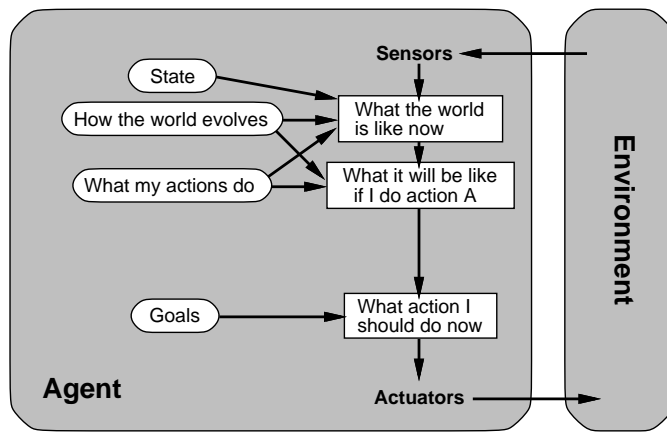 Sensors
State
What the world
is like now
How the world evolves
What my actions do
What it will be like
if I do action A
Goals
What action I
should do now
Agent
Actuators
Environment